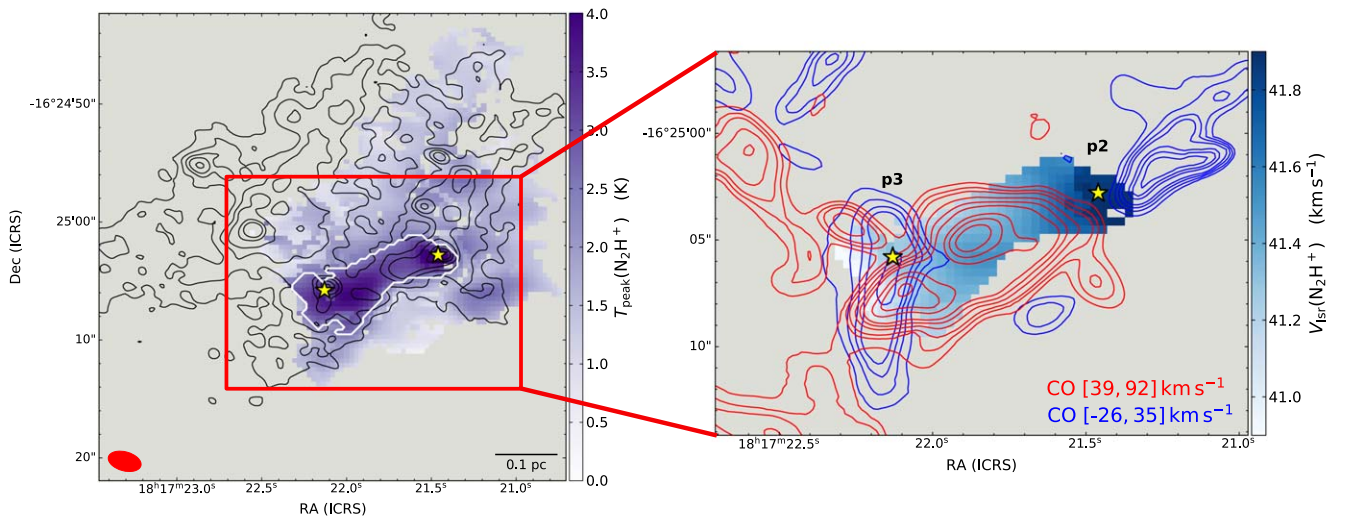 -16°24'50"
25'00"
10"
20"
Dec (ICRS)
18ʰ17ᵐ23.0ˢ
22.5ˢ
22.0ˢ
21.5ˢ
21.0ˢ
RA (ICRS)
0.1 pc
4.0
3.5
3.0
2.5
2.0
1.5
1.0
0.5
0.0
T_peak(N₂H⁺) (K)
p2
p3
-16°25'00"
05"
10"
CO [39, 92] km s⁻¹
CO [-26, 35] km s⁻¹
18ʰ17ᵐ22.5ˢ
22.0ˢ
21.5ˢ
21.0ˢ
RA (ICRS)
41.8
41.6
41.4
41.2
41.0
V_lsr(N₂H⁺) (km s⁻¹)